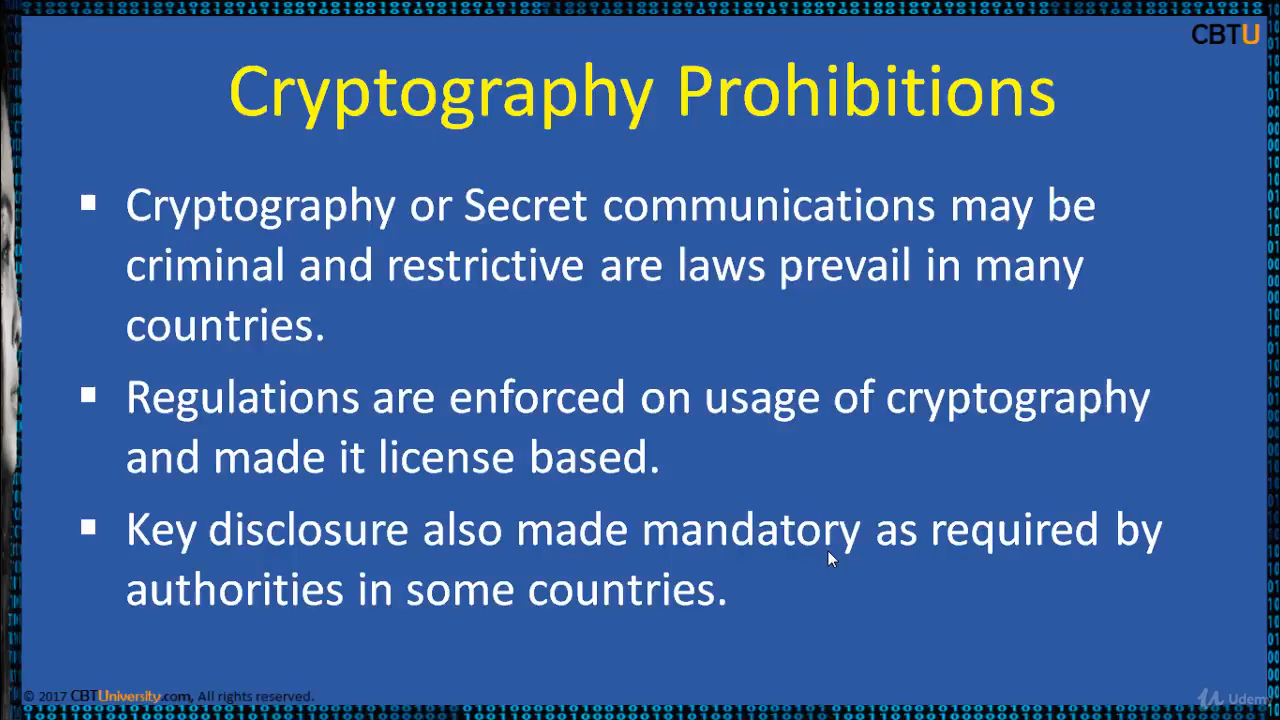 CBTU
Cryptography Prohibitions
▪ Cryptography or Secret communications may be
criminal and restrictive are laws prevail in many
countries.
▪ Regulations are enforced on usage of cryptography
and made it license based.
▪ Key disclosure also made mandatory as required by
authorities in some countries.
© 2017 CBTUniversity.com, All rights reserved.
Udemy